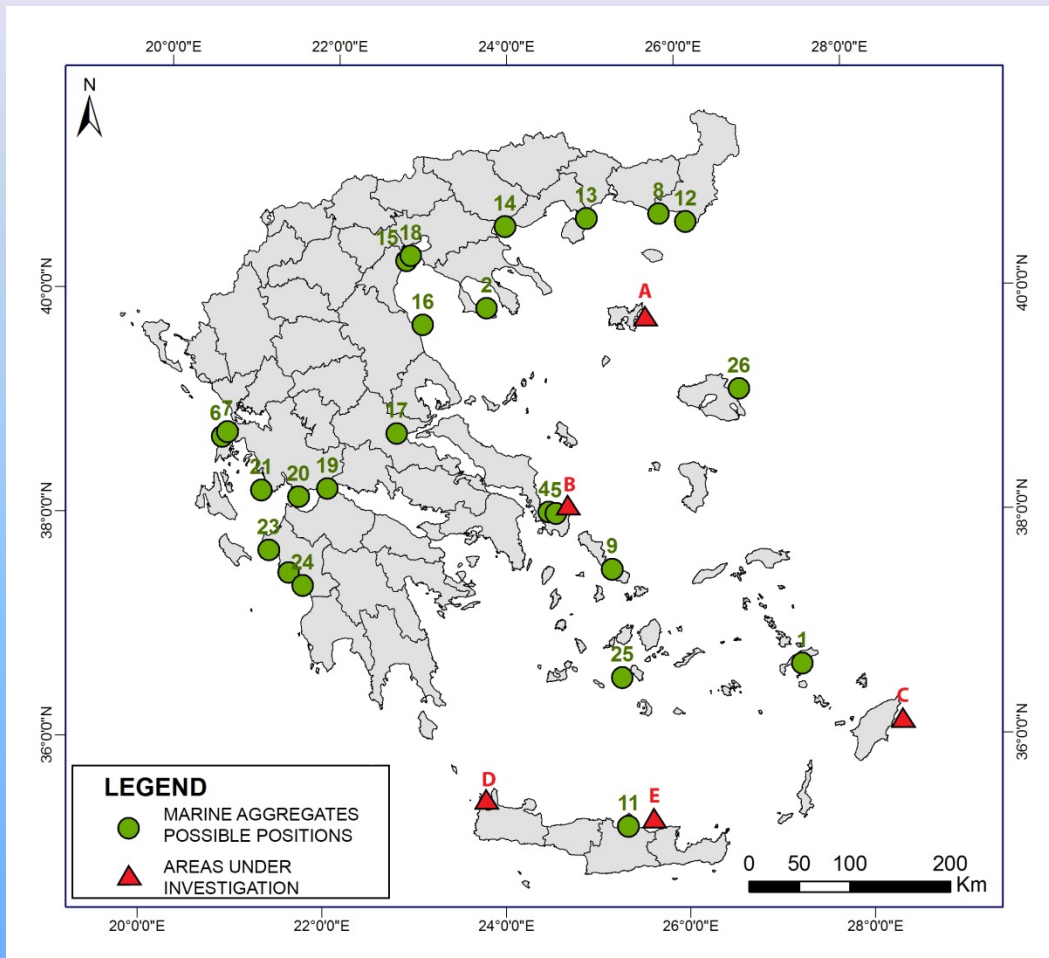 20°0'0"E 22°0'0"E 24°0'0"E 26°0'0"E 28°0'0"E
N
14
13
8
12
15
18
40°0'0"N
40°0'0"N
2
A
16
26
6
7
17
21
20
19
4
5
B
38°0'0"N
38°0'0"N
23
24
9
1
25
C
36°0'0"N
36°0'0"N
D
11
E
LEGEND
MARINE AGGREGATES
POSSIBLE POSITIONS
AREAS UNDER
INVESTIGATION
0 50 100 200
Km
20°0'0"E 22°0'0"E 24°0'0"E 26°0'0"E 28°0'0"E